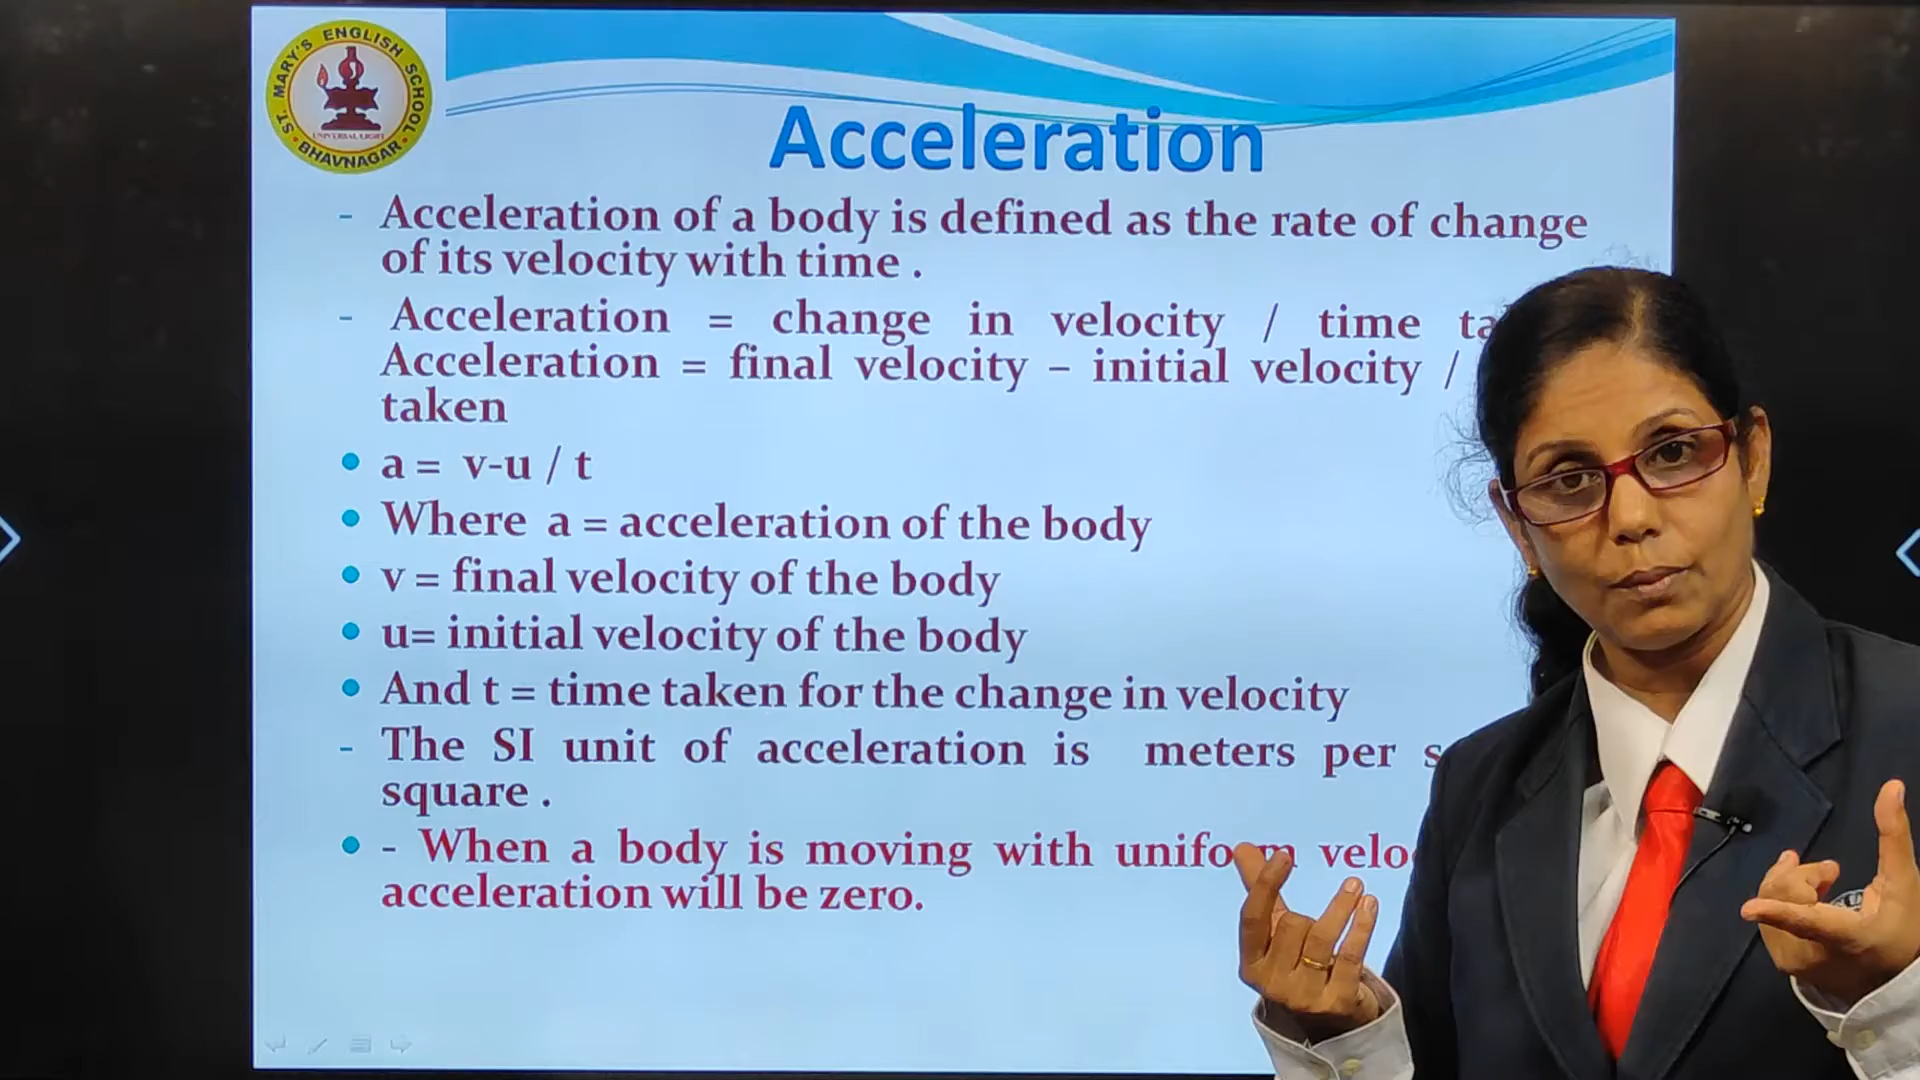 ST. MARY'S ENGLISH SCHOOL
UNIVERSAL LIGHT
BHAVNAGAR
Acceleration
- Acceleration of a body is defined as the rate of change
of its velocity with time .
- Acceleration = change in velocity / time
Acceleration = final velocity – initial velocity /
taken
• a = v-u / t
• Where a = acceleration of the body
• v = final velocity of the body
• u= initial velocity of the body
• And t = time taken for the change in velocity
- The SI unit of acceleration is meters per
square .
• - When a body is moving with
acceleration will be zero.